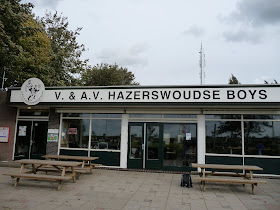 V. & A.V. HAZERSWOUDSE BOYS